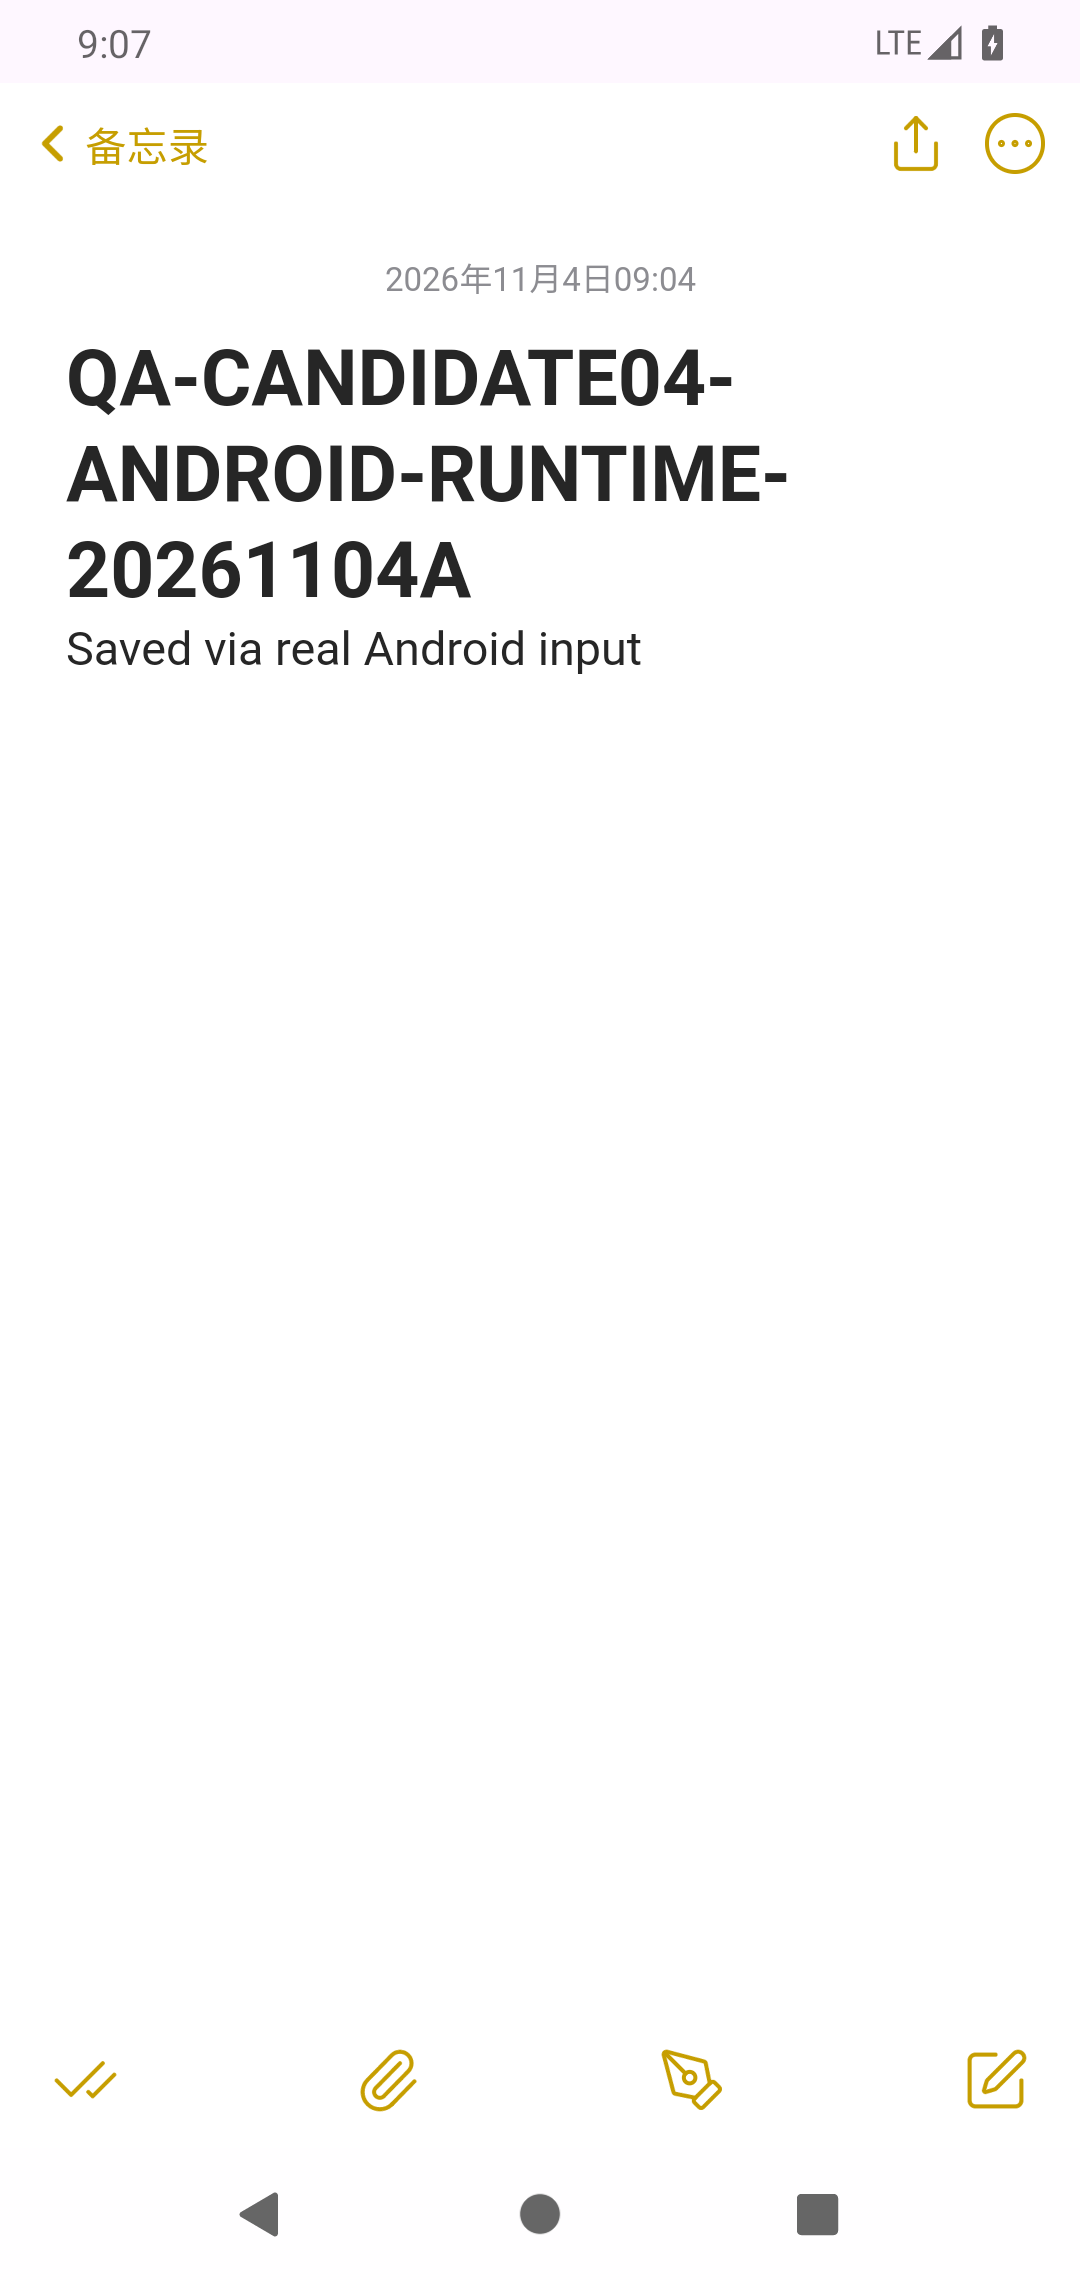 9:07
LTE
备忘录
2026年11月4日09:04
QA-CANDIDATE04-
ANDROID-RUNTIME-
20261104A
Saved via real Android input